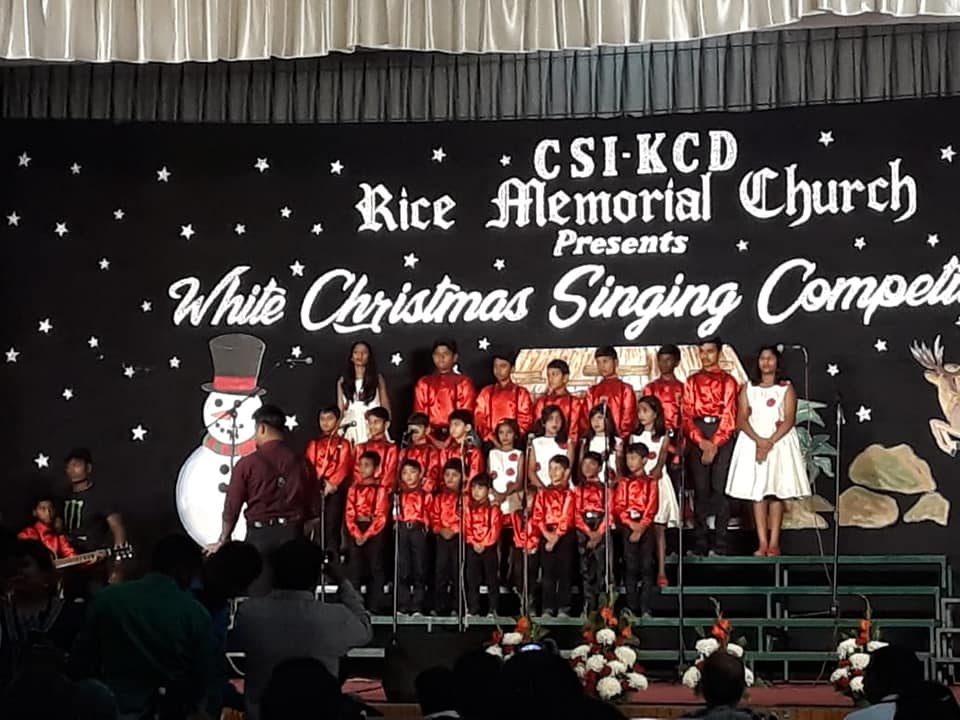 CSI-KCD
Rice Memorial Church
Presents
White Christmas Singing Competi